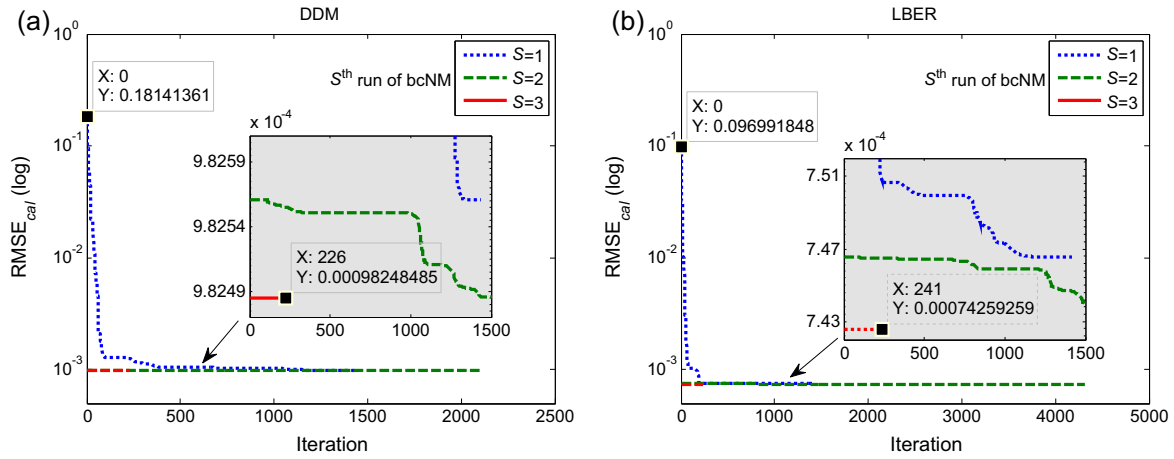 (a)
DDM
RMSE_cal (log)
10^0
10^-1
10^-2
10^-3
X: 0
Y: 0.18141361
S^th run of bcNM
S=1
S=2
S=3
x 10^-4
9.8259
9.8254
9.8249
X: 226
Y: 0.00098248485
0 500 1000 1500
0 500 1000 1500 2000 2500
Iteration
(b)
LBER
RMSE_cal (log)
10^0
10^-1
10^-2
10^-3
X: 0
Y: 0.096991848
S^th run of bcNM
S=1
S=2
S=3
x 10^-4
7.51
7.47
7.43
X: 241
Y: 0.00074259259
0 500 1000 1500
0 1000 2000 3000 4000 5000
Iteration